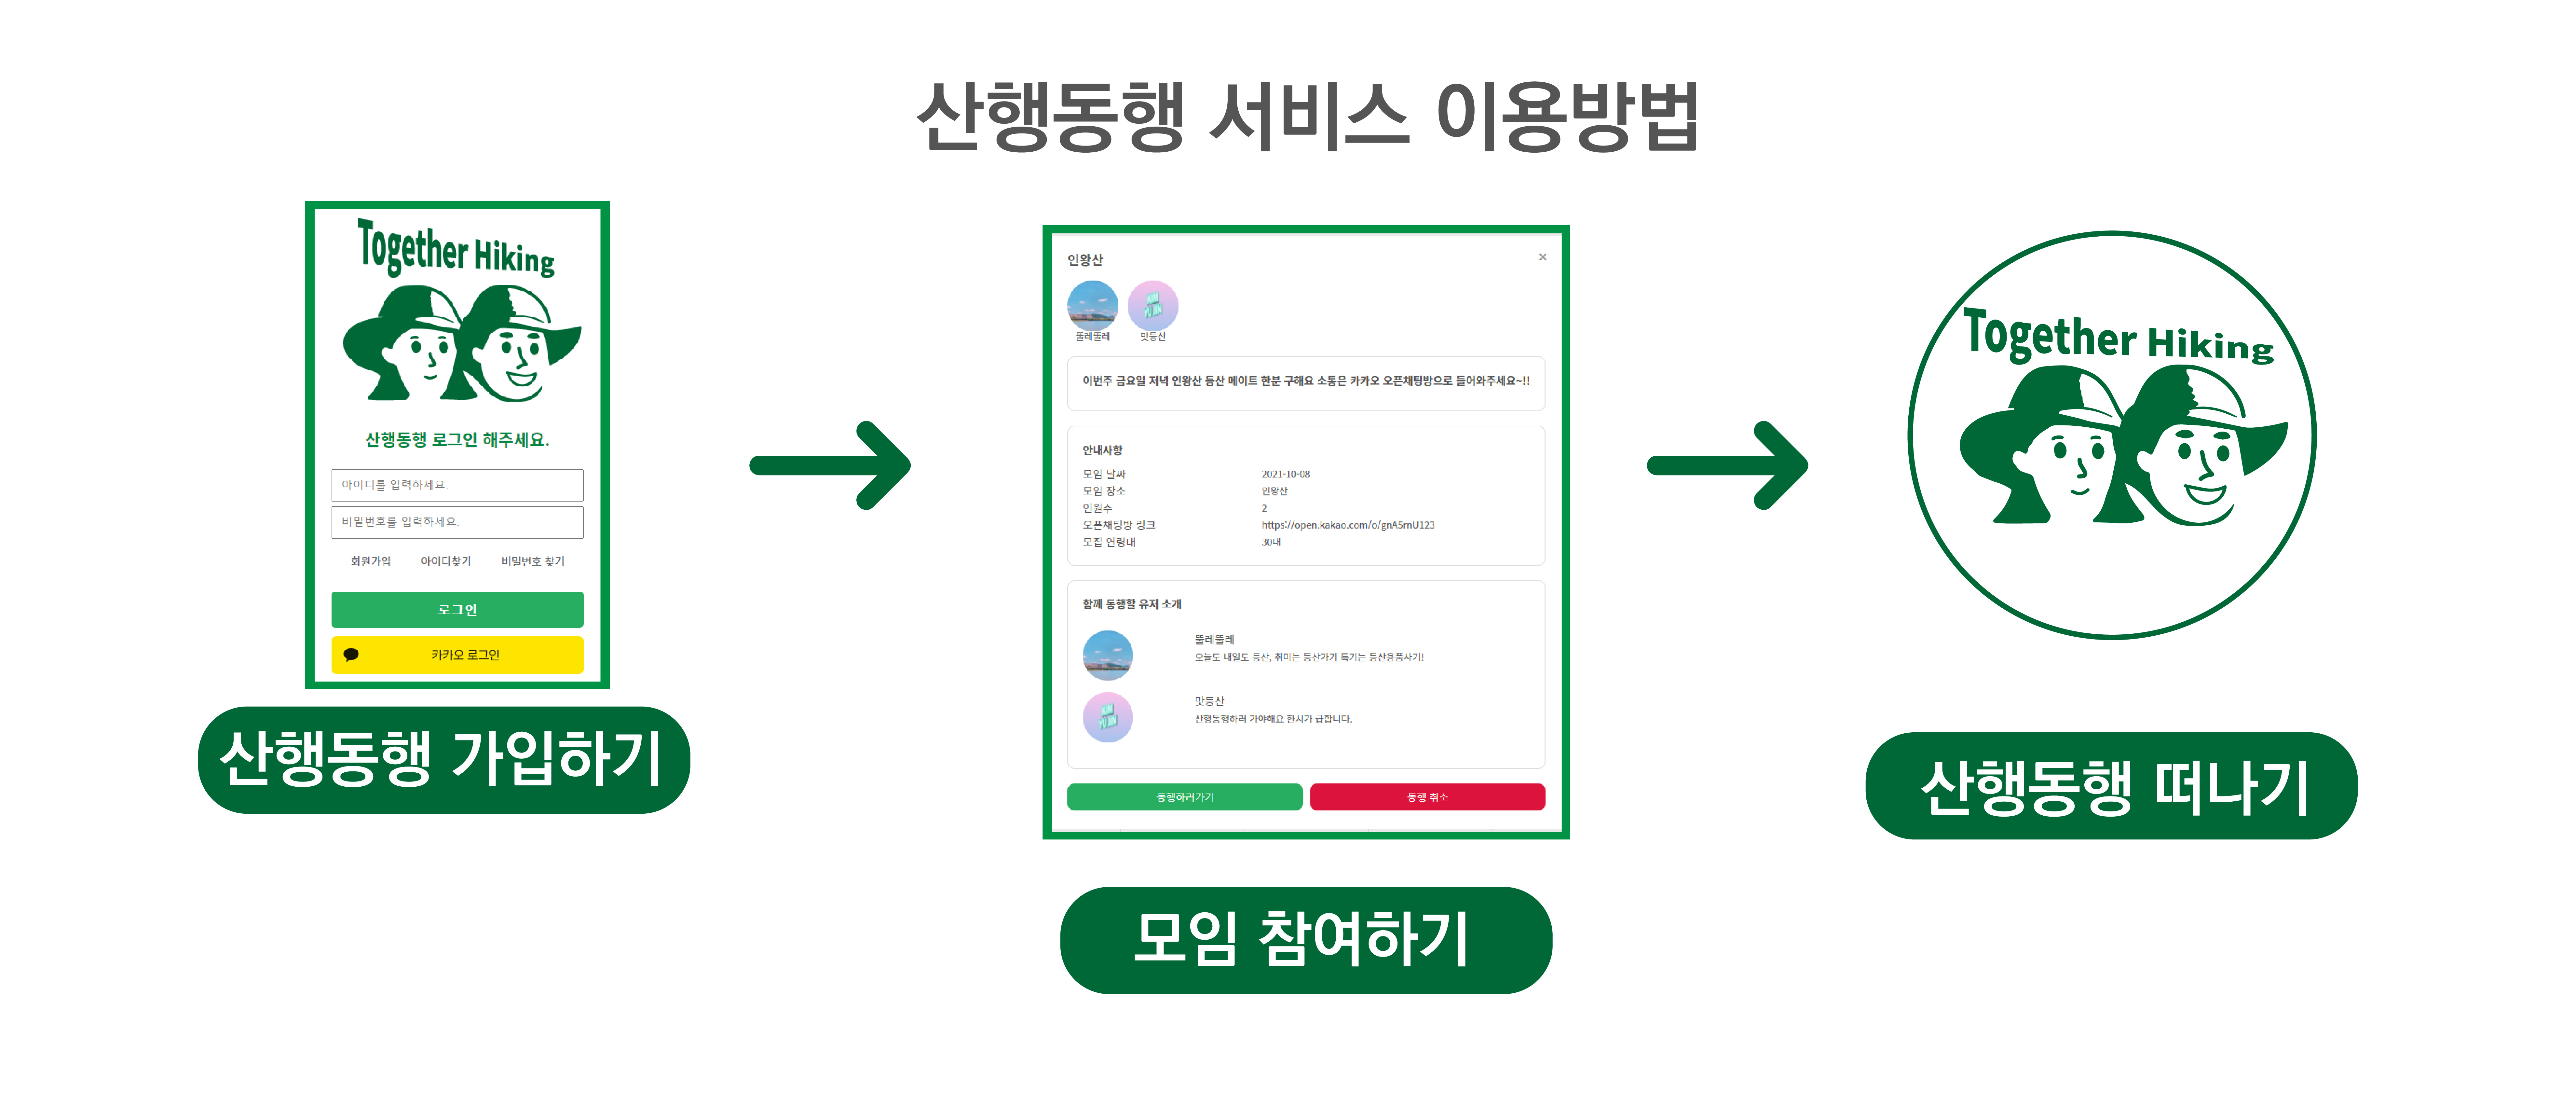 산행동행 서비스 이용방법
Together Hiking
산행동행 로그인 해주세요.
아이디를 입력하세요.
비밀번호를 입력하세요.
회원가입 아이디찾기 비밀번호 찾기
로그인
카카오 로그인
산행동행 가입하기
인왕산 ×
뚤레뚤레 맛등산
이번주 금요일 저녁 인왕산 등산 메이트 한분 구해요 소통은 카카오 오픈채팅방으로 들어와주세요~!!
안내사항
모임 날짜 2021-10-08
모임 장소 인왕산
인원수 2
오픈채팅방 링크 https://open.kakao.com/o/gnA5rnU123
모집 연령대 30대
함께 동행할 유저 소개
뚤레뚤레
오늘도 내일도 등산, 취미는 등산가기 특기는 등산용품사기!
맛등산
산행동행하러 가야해요 한시가 급합니다.
동행하러가기 동행 취소
모임 참여하기
Together Hiking
산행동행 떠나기